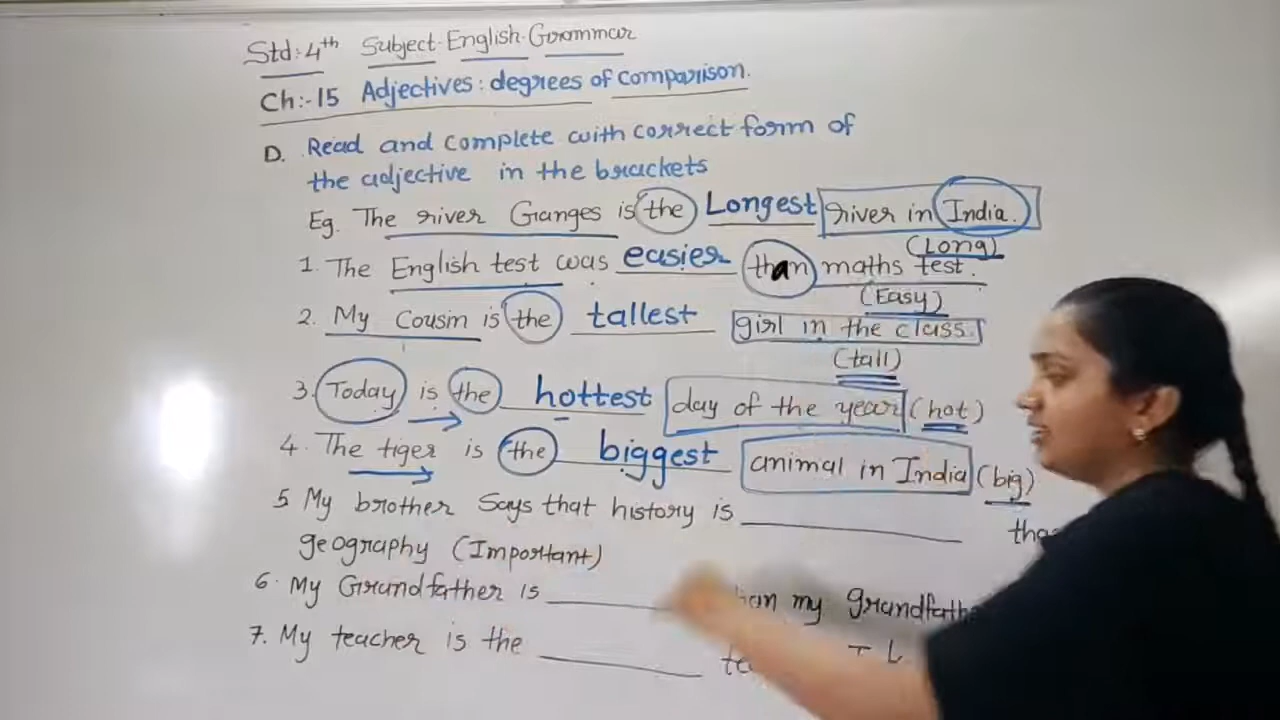 Std:-4th Subject-English-Grammar
Ch:-15 Adjectives: degrees of comparison.
D. Read and complete with correct form of
the adjective in the brackets
Eg. The river Ganges is the Longest river in India.
(Long)
1. The English test was easier than maths test.
(Easy)
2. My Cousin is the tallest girl in the class.
(tall)
3. Today is the hottest day of the year (hot)
4. The tiger is the biggest animal in India (big)
5 My brother Says that history is
geography (Important)
6. My Grandfather is my
7. My teacher is the